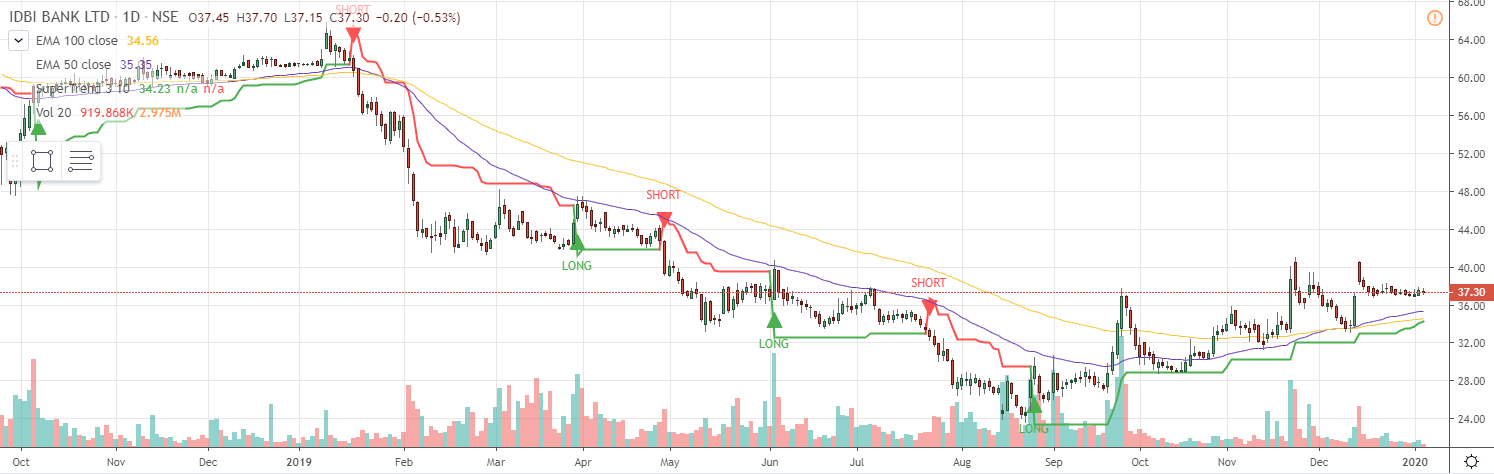 IDBI BANK LTD · 1D · NSE O37.45 H37.70 L37.15 C37.30 −0.20 (−0.53%)
SHORT
EMA 100 close 34.56
EMA 50 close 35.35
SuperTrend 3 10 34.23 n/a n/a
Vol 20 919.868K 2.975M
SHORT
LONG
LONG
SHORT
LONG
68.00
64.00
60.00
56.00
52.00
48.00
44.00
40.00
37.30
36.00
32.00
28.00
24.00
Oct Nov Dec 2019 Feb Mar Apr May Jun Jul Aug Sep Oct Nov Dec 2020